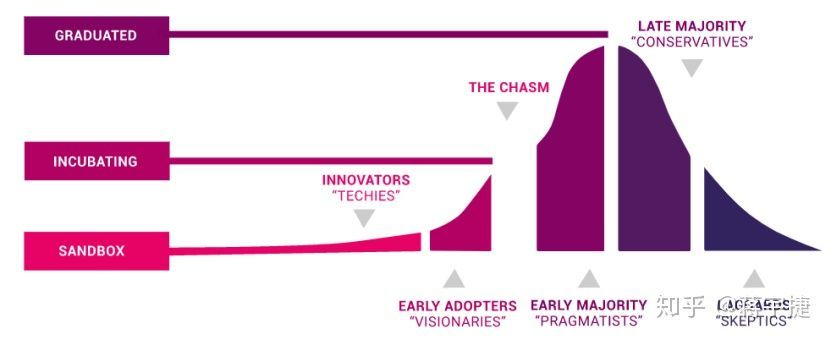 GRADUATED
LATE MAJORITY
“CONSERVATIVES”
THE CHASM
INCUBATING
INNOVATORS
“TECHIES”
SANDBOX
EARLY ADOPTERS
“VISIONARIES”
EARLY MAJORITY
“PRAGMATISTS”
LAGGARDS
“SKEPTICS”
知乎